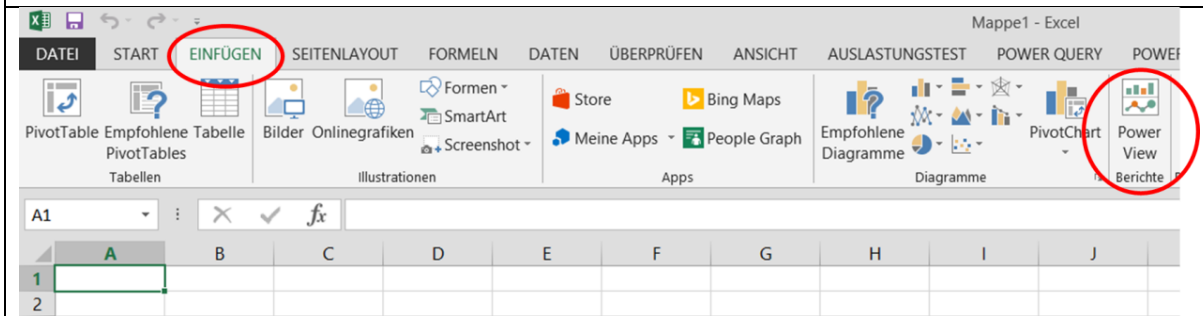 Mappe1 - Excel
DATEI START EINFÜGEN SEITENLAYOUT FORMELN DATEN ÜBERPRÜFEN ANSICHT AUSLASTUNGSTEST POWER QUERY POWER
PivotTable Empfohlene PivotTables Tabelle
Tabellen
Bilder Onlinegrafiken Formen SmartArt Screenshot
Illustrationen
Store Meine Apps Bing Maps People Graph
Apps
Empfohlene Diagramme PivotChart
Diagramme
Power View
Berichte
A1 fx
A B C D E F G H I J
1
2